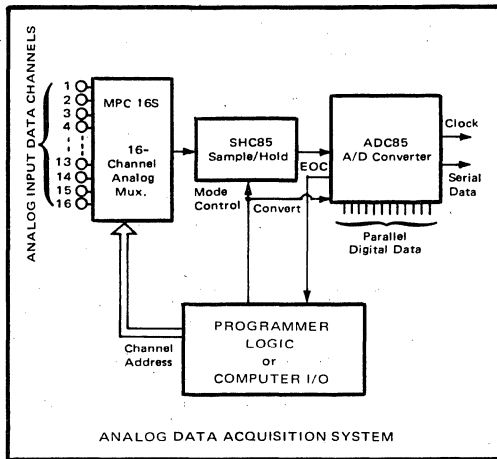 ANALOG INPUT DATA CHANNELS
1
2
3
4
13
14
15
16
MPC 16S
16-
Channel
Analog
Mux.
SHC85
Sample/Hold
Mode
Control
Convert
EOC
ADC85
A/D Converter
Clock
Serial
Data
Parallel
Digital Data
Channel
Address
PROGRAMMER
LOGIC
or
COMPUTER I/O
ANALOG DATA ACQUISITION SYSTEM